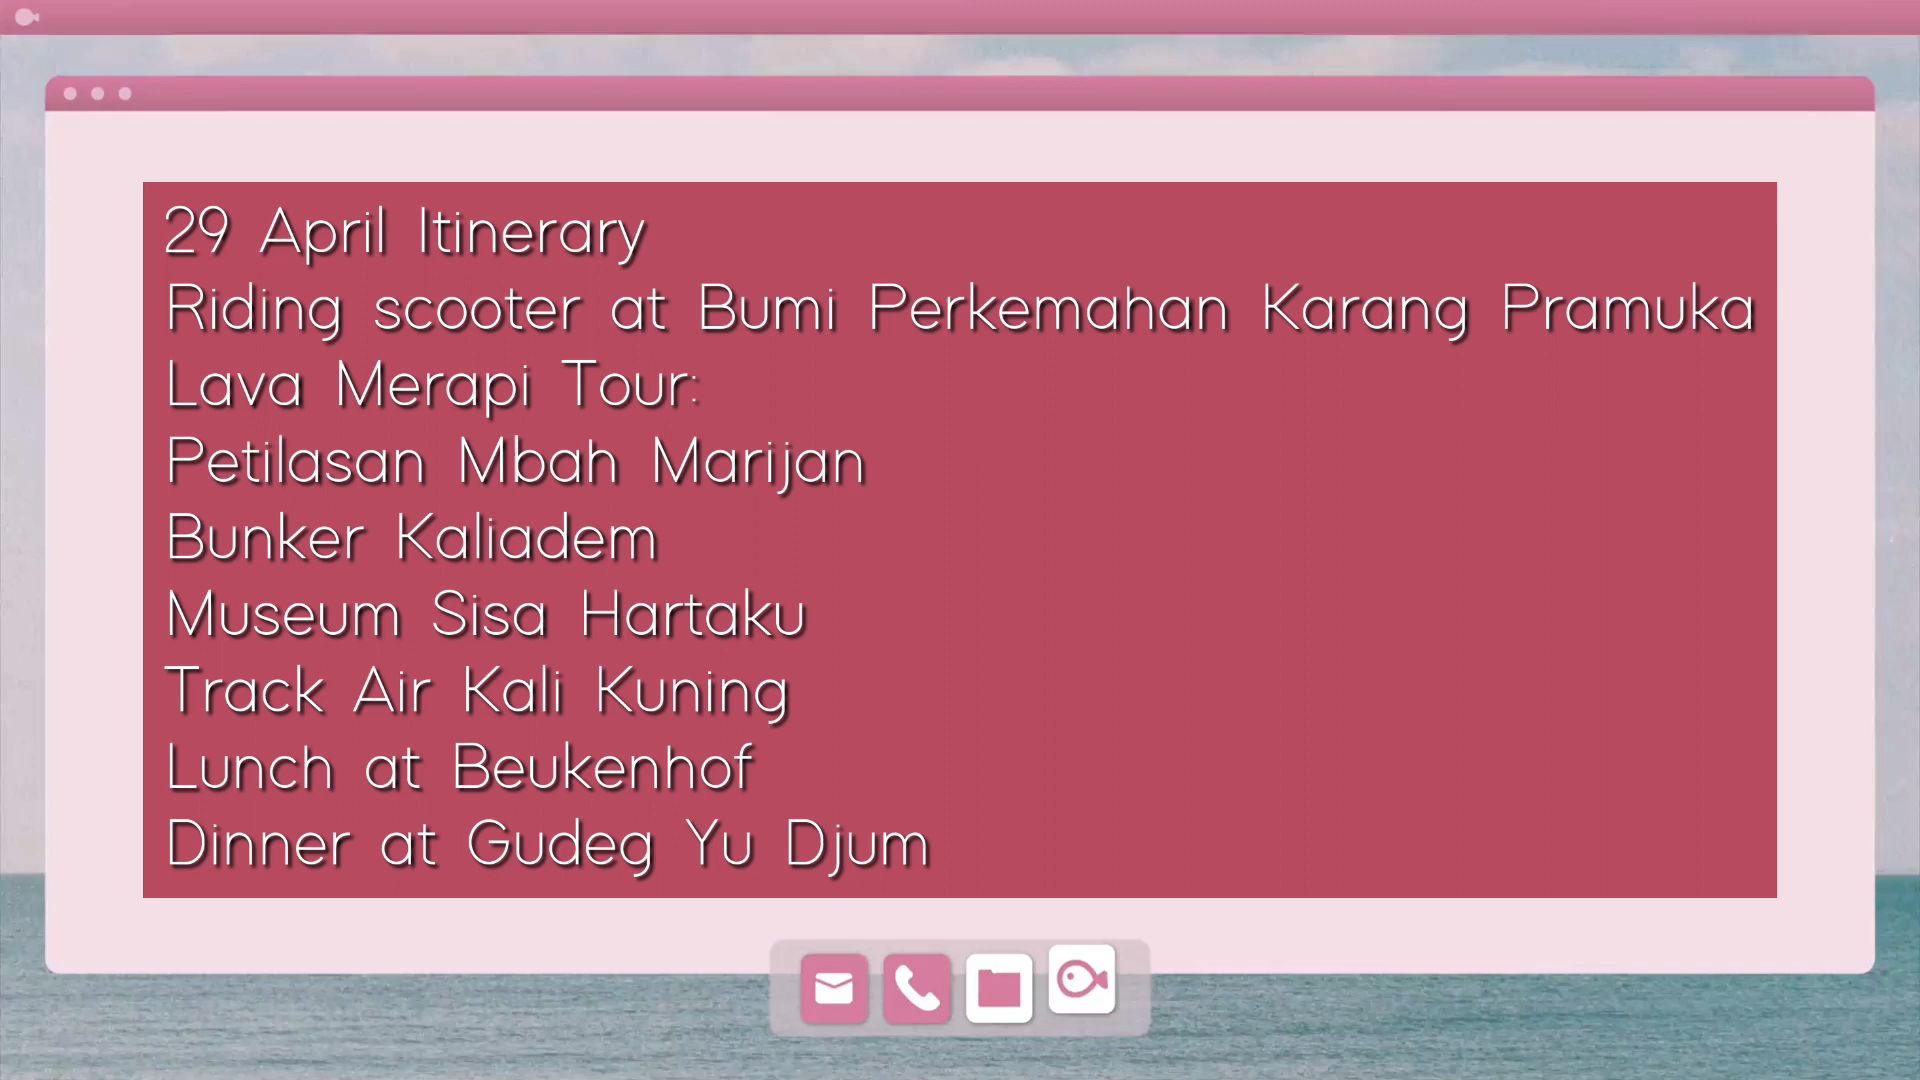 29 April Itinerary
Riding scooter at Bumi Perkemahan Karang Pramuka
Lava Merapi Tour:
Petilasan Mbah Marijan
Bunker Kaliadem
Museum Sisa Hartaku
Track Air Kali Kuning
Lunch at Beukenhof
Dinner at Gudeg Yu Djum